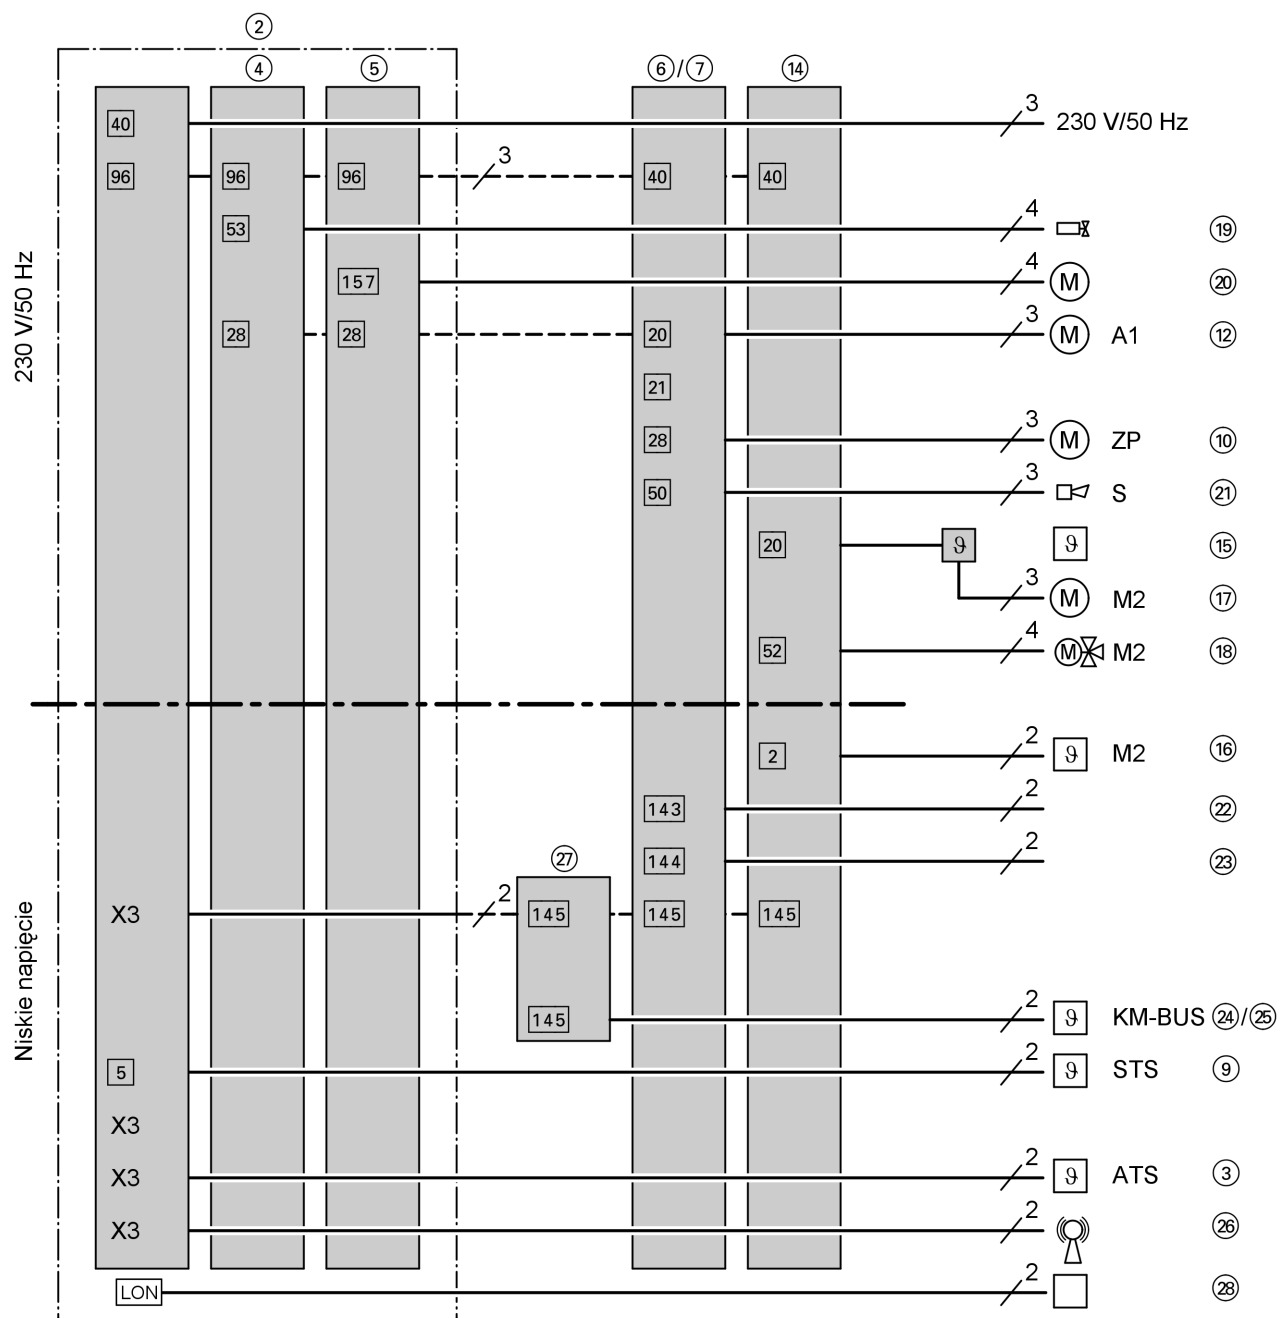 ②
④ ⑤ ⑥/⑦ ⑭
40 3 230 V/50 Hz
96 96 96 3 40 40
53 4 ⑲
157 4 M ⑳
28 28 20 3 M A1 ⑫
21
28 3 M ZP ⑩
50 3 S ㉑
20 ϑ ϑ ⑮
3 M M2 ⑰
52 4 M M2 ⑱
230 V/50 Hz
2 2 ϑ M2 ⑯
143 2 ㉒
144 2 ㉓
㉗
X3 2 145 145 145
145 2 ϑ KM-BUS ㉔/㉕
5 2 ϑ STS ⑨
X3
X3 2 ϑ ATS ③
X3 2 ㉖
LON 2 ㉘
Niskie napięcie